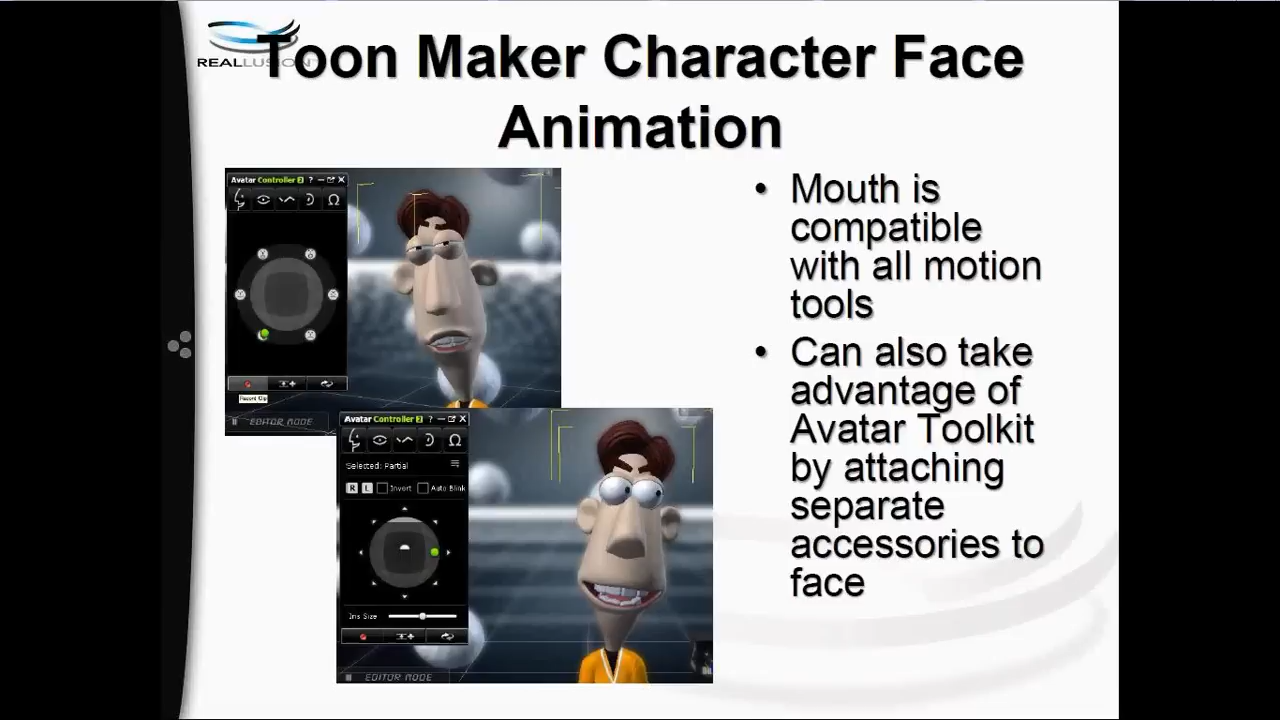 REALLUSION
Toon Maker Character Face
Animation
Avatar Controller 2 ?
Record Clip
EDITOR MODE
Avatar Controller 2 ?
Selected: Partial
R L Invert Auto Blink
Iris Size
EDITOR MODE
• Mouth is
compatible
with all motion
tools
• Can also take
advantage of
Avatar Toolkit
by attaching
separate
accessories to
face